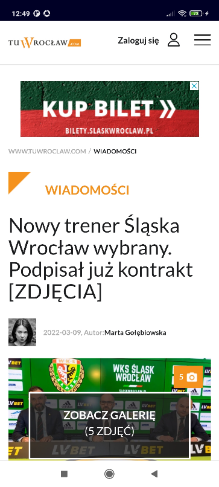 12:49
TUWROCŁAW.COM
Zaloguj się
KUP BILET
BILETY.SLASKWROCLAW.PL
WWW.TUWROCLAW.COM / WIADOMOŚCI
WIADOMOŚCI
Nowy trener Śląska
Wrocław wybrany.
Podpisał już kontrakt
[ZDJĘCIA]
2022-03-09, Autor: Marta Gołębiowska
WKS ŚLĄSK
WROCŁAW
5
LVBET
ZOBACZ GALERIĘ
(5 ZDJĘĆ)